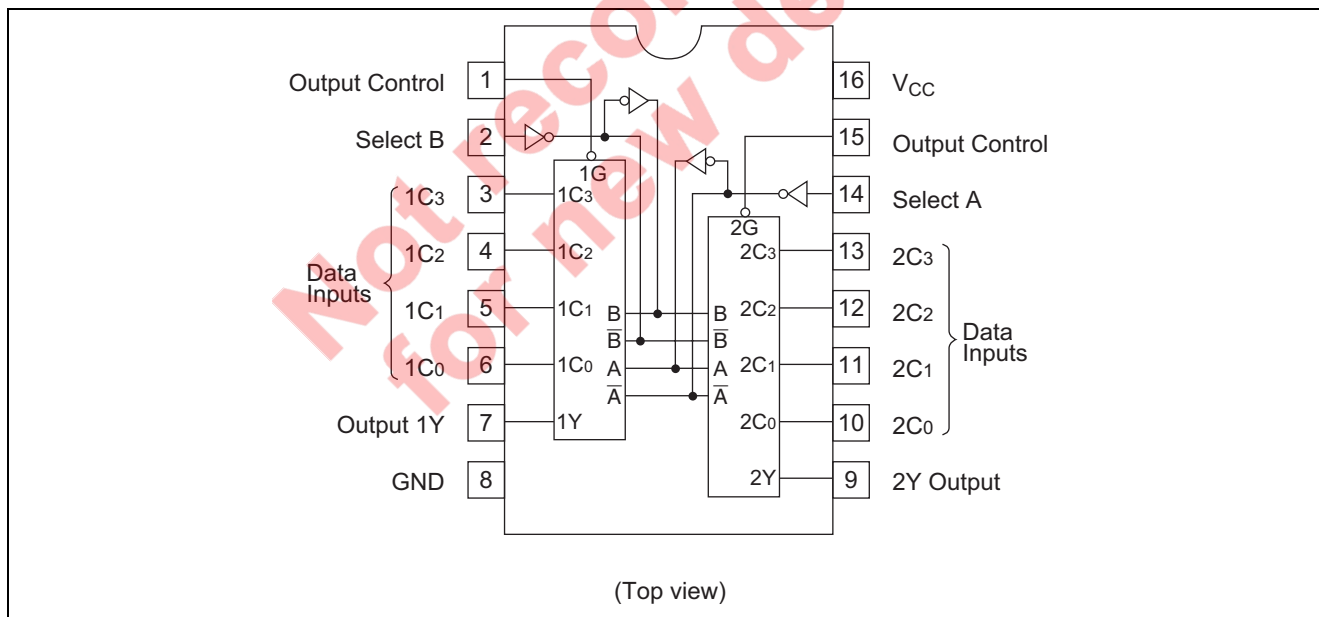 Output Control 1
Select B 2
1C3 3
1C2 4
1C1 5
1C0 6
Data
Inputs
Output 1Y 7
GND 8
1G
1C3
1C2
1C1
1C0
1Y
B
B̅
A
A̅
2G
2C3
2C2
2C1
2C0
2Y
B
B̅
A
A̅
16 VCC
15 Output Control
14 Select A
13 2C3
12 2C2
11 2C1
10 2C0
Data
Inputs
9 2Y Output
(Top view)
Not
for new